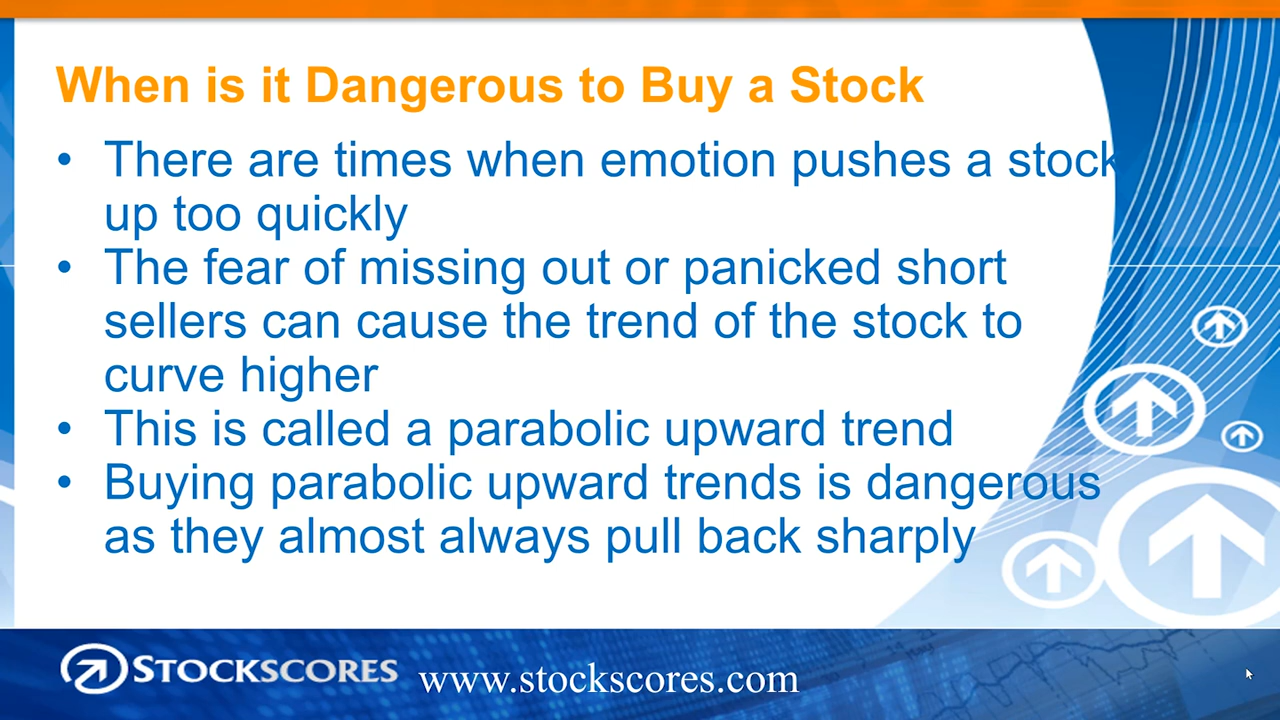 When is it Dangerous to Buy a Stock
• There are times when emotion pushes a stock
up too quickly
• The fear of missing out or panicked short
sellers can cause the trend of the stock to
curve higher
• This is called a parabolic upward trend
• Buying parabolic upward trends is dangerous
as they almost always pull back sharply
STOCKSCORES www.stockscores.com